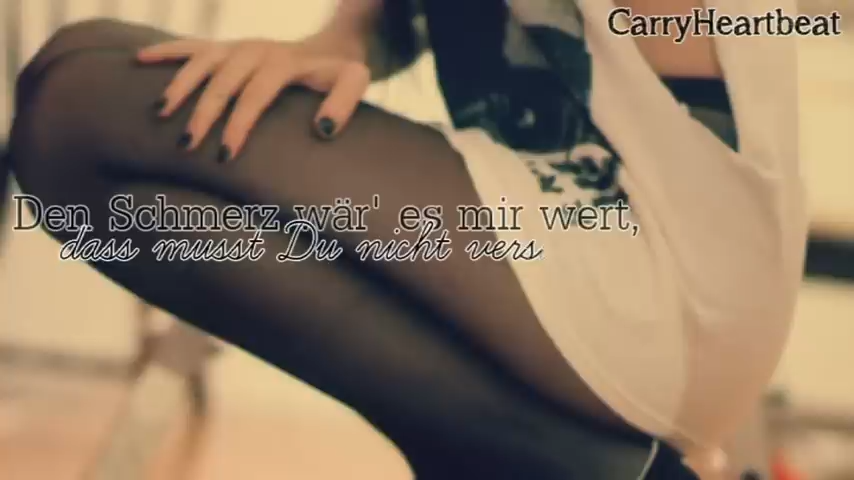 CarryHeartbeat
Den Schmerz wär' es mir wert,
dass musst Du nicht vers